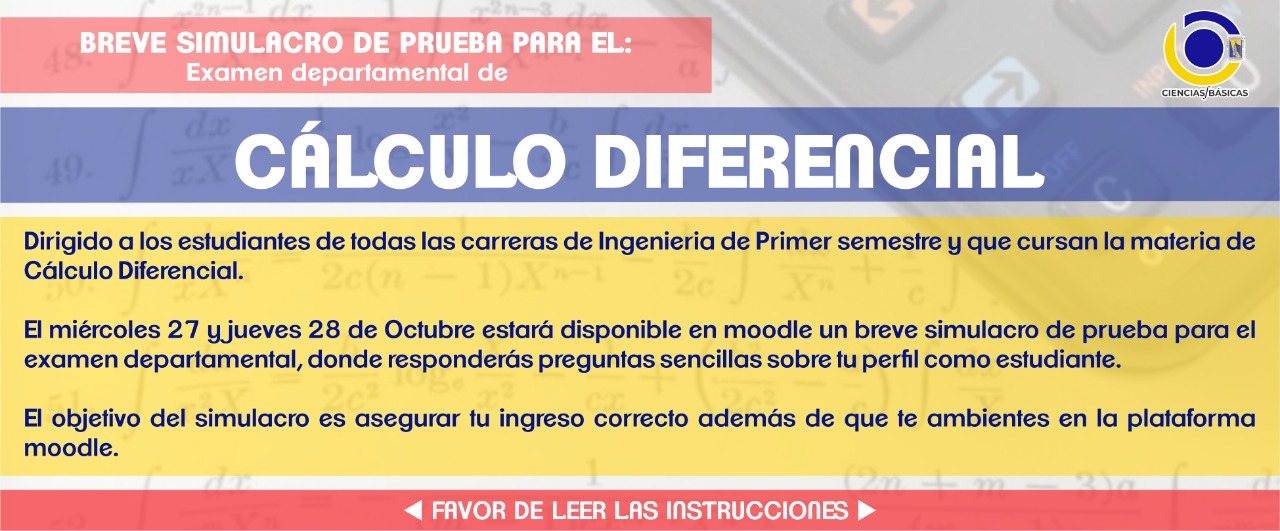 BREVE SIMULACRO DE PRUEBA PARA EL:
Examen departamental de
CIENCIAS BÁSICAS
CÁLCULO DIFERENCIAL
Dirigido a los estudiantes de todas las carreras de Ingenieria de Primer semestre y que cursan la materia de
Cálculo Diferencial.
El miércoles 27 y jueves 28 de Octubre estará disponible en moodle un breve simulacro de prueba para el
examen departamental, donde responderás preguntas sencillas sobre tu perfil como estudiante.
El objetivo del simulacro es asegurar tu ingreso correcto además de que te ambientes en la plataforma
moodle.
◀ FAVOR DE LEER LAS INSTRUCCIONES ▶